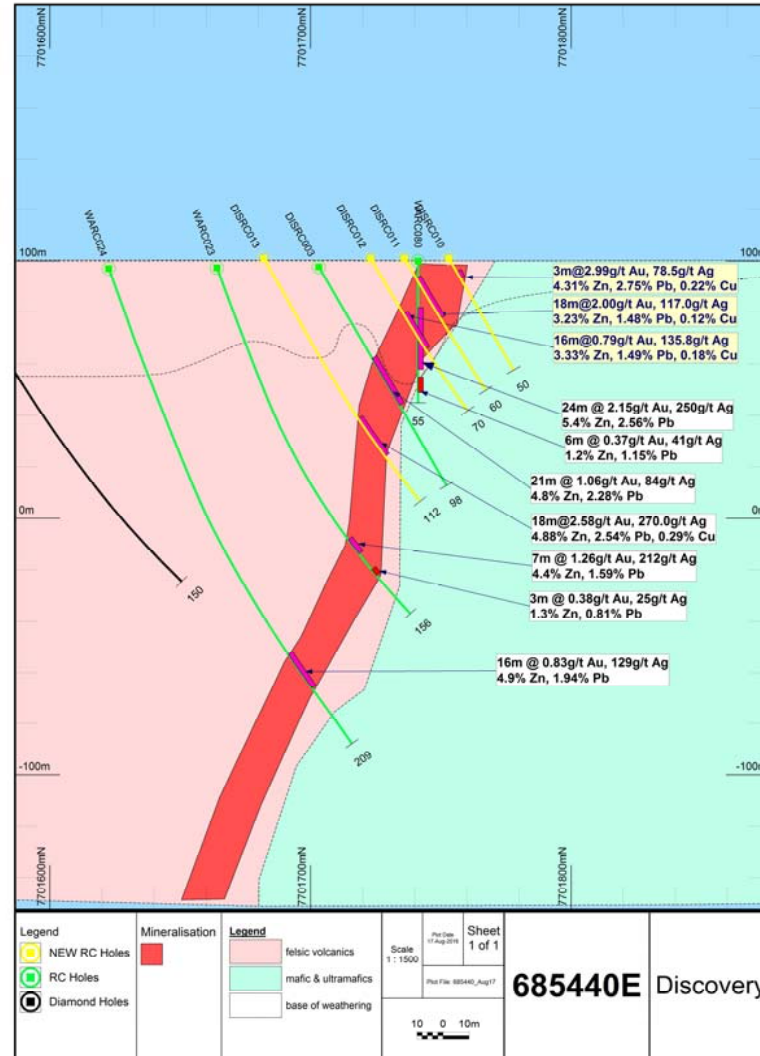 7701600mN
7701700mN
7701800mN
WARC024
WARC023
DISRC013
DISRC003
DISRC012
DISRC011
WARC080
DISRC010
100m
100m
3m@2.99g/t Au, 78.5g/t Ag
4.31% Zn, 2.75% Pb, 0.22% Cu
18m@2.00g/t Au, 117.0g/t Ag
3.23% Zn, 1.48% Pb, 0.12% Cu
16m@0.79g/t Au, 135.8g/t Ag
3.33% Zn, 1.49% Pb, 0.18% Cu
50
60
70
55
24m @ 2.15g/t Au, 250g/t Ag
5.4% Zn, 2.56% Pb
6m @ 0.37g/t Au, 41g/t Ag
1.2% Zn, 1.15% Pb
98
112
21m @ 1.06g/t Au, 84g/t Ag
4.8% Zn, 2.28% Pb
0m
0m
18m@2.58g/t Au, 270.0g/t Ag
4.88% Zn, 2.54% Pb, 0.29% Cu
7m @ 1.26g/t Au, 212g/t Ag
4.4% Zn, 1.59% Pb
150
156
3m @ 0.38g/t Au, 25g/t Ag
1.3% Zn, 0.81% Pb
16m @ 0.83g/t Au, 129g/t Ag
4.9% Zn, 1.94% Pb
209
-100m
-100m
7701600mN
7701700mN
7701800mN
Legend
NEW RC Holes
RC Holes
Diamond Holes
Mineralisation
Legend
felsic volcanics
mafic & ultramafics
base of weathering
Scale
1 : 1500
Plot Date
17-Aug-2016
Sheet
1 of 1
Plot File: 685440_Aug17
10 0 10m
685440E
Discovery